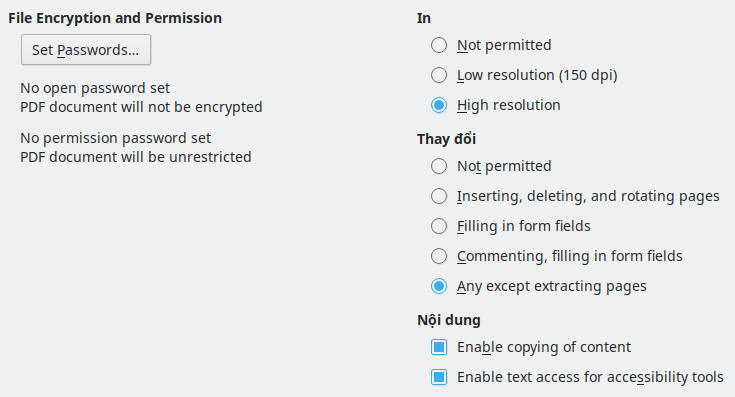 File Encryption and Permission
Set Passwords...
No open password set
PDF document will not be encrypted
No permission password set
PDF document will be unrestricted
In
Not permitted
Low resolution (150 dpi)
High resolution
Thay đổi
Not permitted
Inserting, deleting, and rotating pages
Filling in form fields
Commenting, filling in form fields
Any except extracting pages
Nội dung
Enable copying of content
Enable text access for accessibility tools